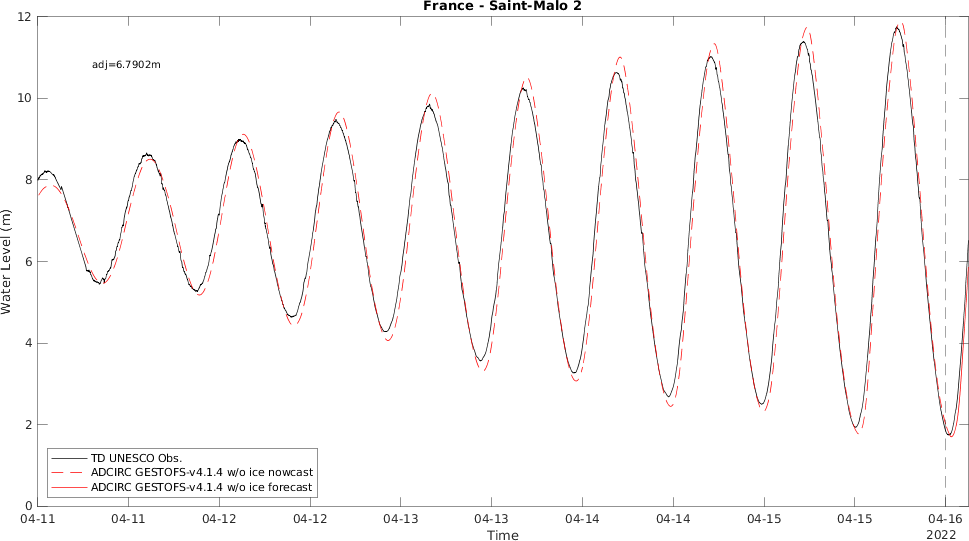 France - Saint-Malo 2
adj=6.7902m
12
10
8
6
4
2
0
Water Level (m)
TD UNESCO Obs.
ADCIRC GESTOFS-v4.1.4 w/o ice nowcast
ADCIRC GESTOFS-v4.1.4 w/o ice forecast
04-11 04-11 04-12 04-12 04-13 04-13 04-14 04-14 04-15 04-15 04-16
Time
2022